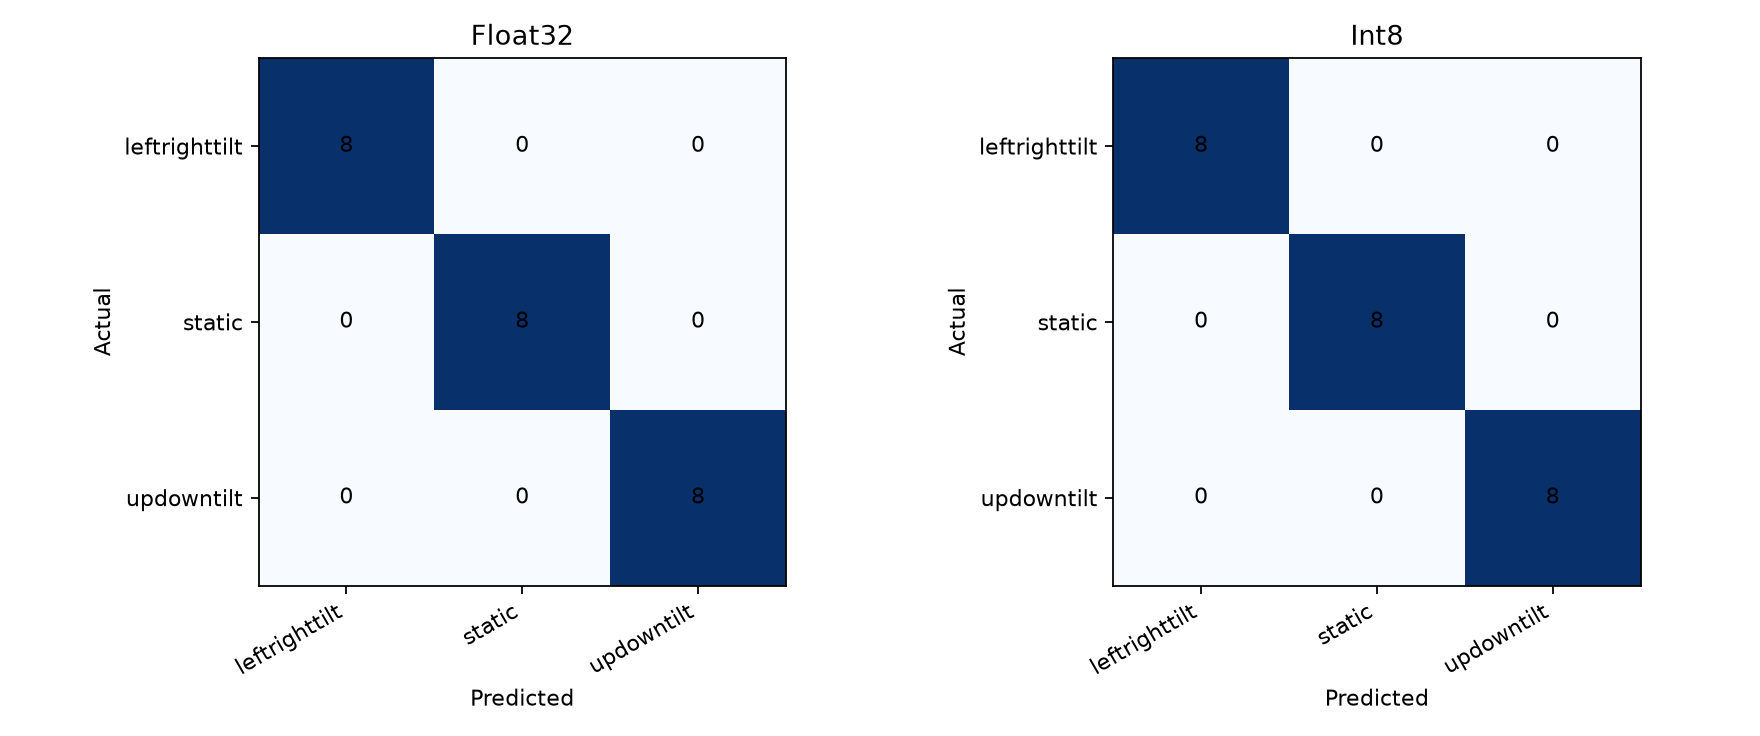 Float32
leftrighttilt 8 0 0
static 0 8 0
updowntilt 0 0 8
Actual
leftrighttilt static updowntilt
Predicted
Int8
leftrighttilt 8 0 0
static 0 8 0
updowntilt 0 0 8
Actual
leftrighttilt static updowntilt
Predicted